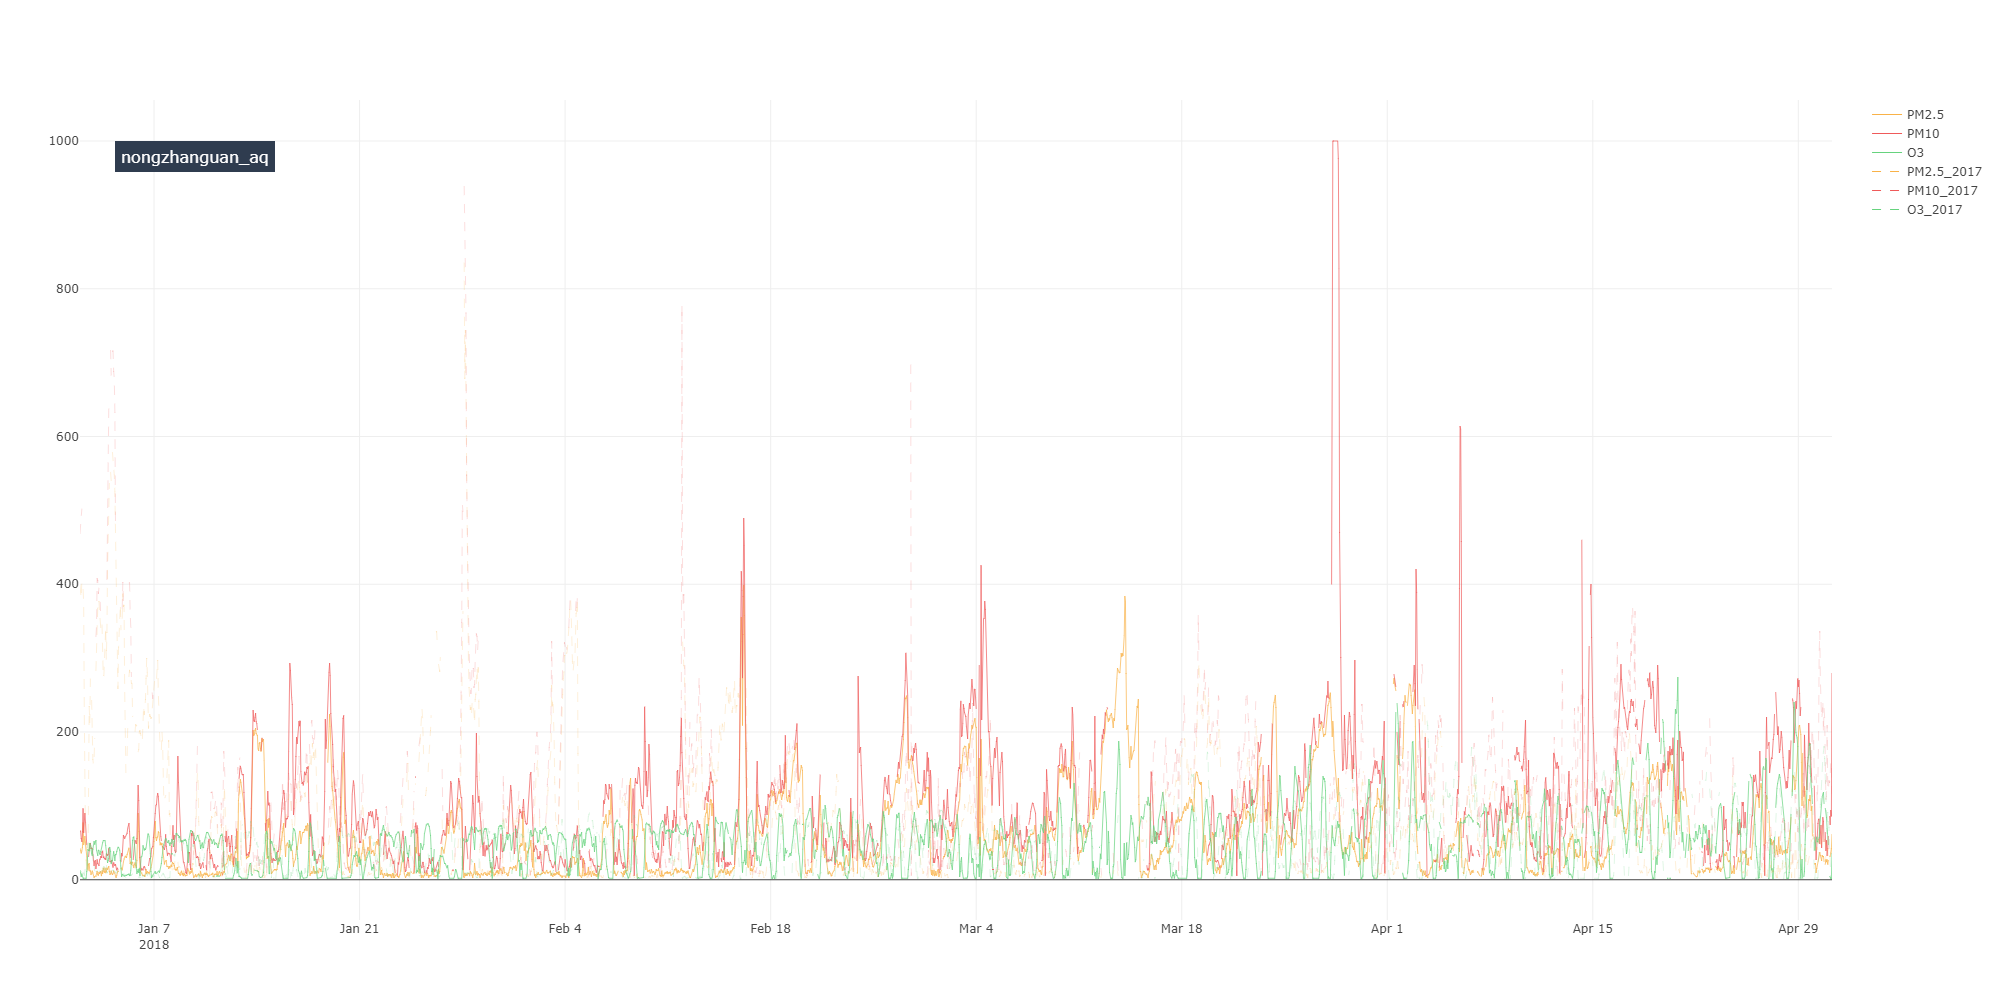 nongzhanguan_aq
1000
800
600
400
200
0
Jan 7
2018
Jan 21
Feb 4
Feb 18
Mar 4
Mar 18
Apr 1
Apr 15
Apr 29
PM2.5
PM10
O3
PM2.5_2017
PM10_2017
O3_2017